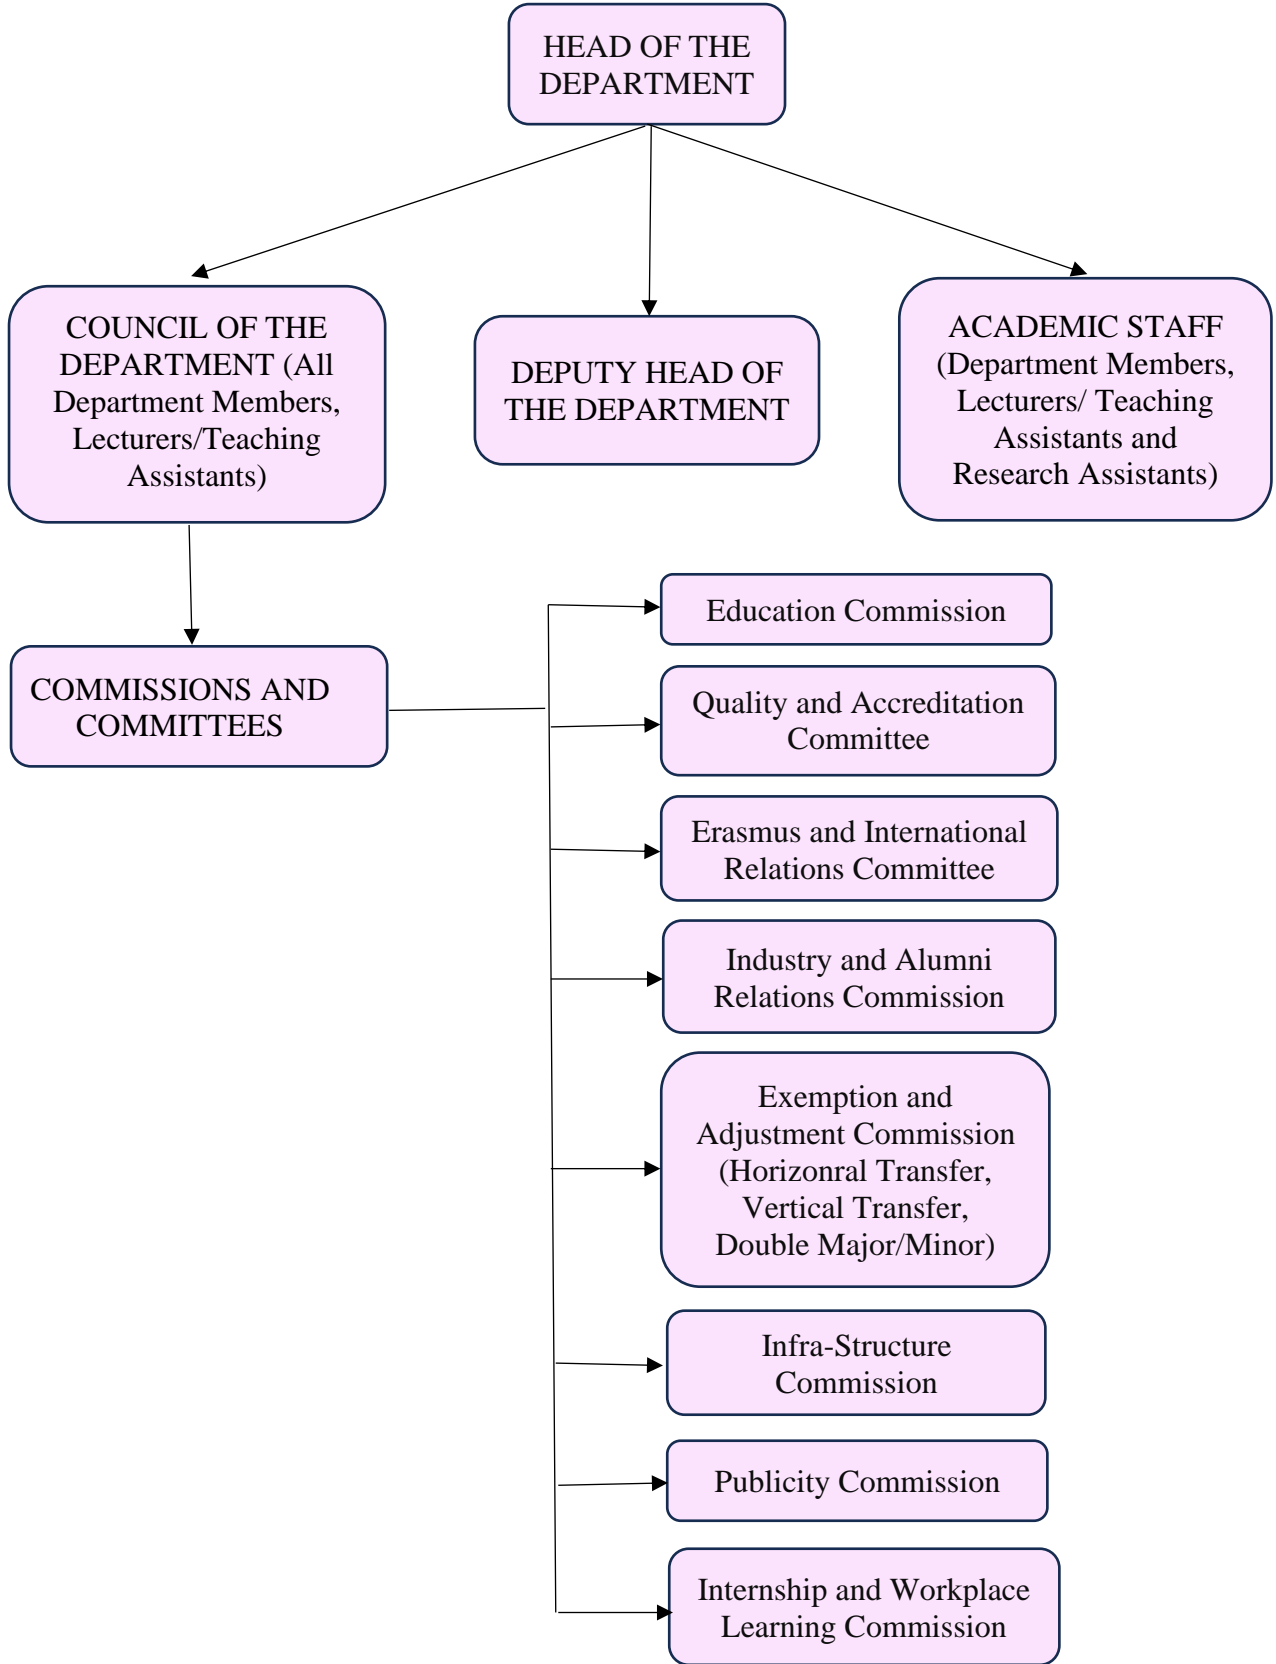 HEAD OF THE
DEPARTMENT
COUNCIL OF THE
DEPARTMENT (All
Department Members,
Lecturers/Teaching
Assistants)
DEPUTY HEAD OF
THE DEPARTMENT
ACADEMIC STAFF
(Department Members,
Lecturers/ Teaching
Assistants and
Research Assistants)
COMMISSIONS AND
COMMITTEES
Education Commission
Quality and Accreditation
Committee
Erasmus and International
Relations Committee
Industry and Alumni
Relations Commission
Exemption and
Adjustment Commission
(Horizonral Transfer,
Vertical Transfer,
Double Major/Minor)
Infra-Structure
Commission
Publicity Commission
Internship and Workplace
Learning Commission